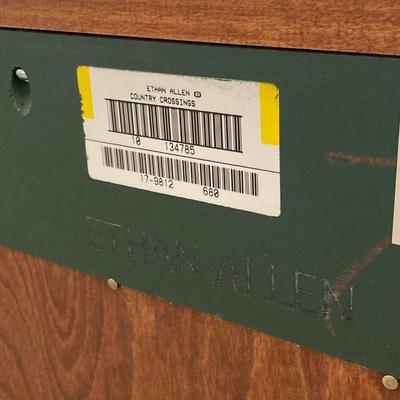 ETHAN ALLEN ®
COUNTRY CROSSINGS
10 134785
17-9812 680
ETHAN ALLEN